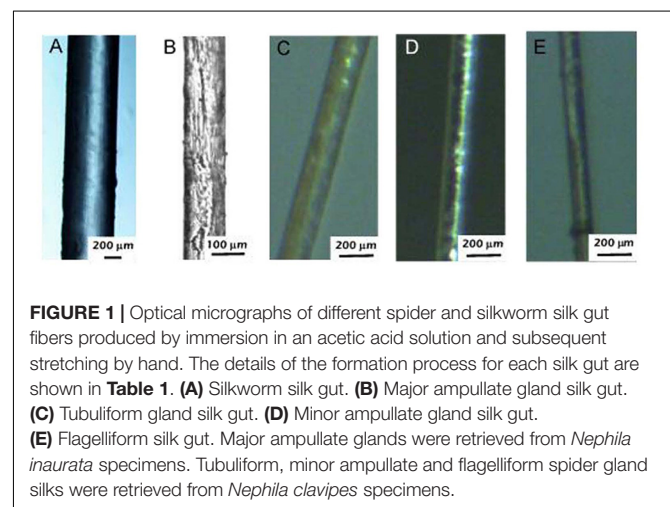 A
B
C
D
E
200 µm
100 µm
200 µm
200 µm
200 µm
FIGURE 1 | Optical micrographs of different spider and silkworm silk gut
fibers produced by immersion in an acetic acid solution and subsequent
stretching by hand. The details of the formation process for each silk gut are
shown in Table 1. (A) Silkworm silk gut. (B) Major ampullate gland silk gut.
(C) Tubuliform gland silk gut. (D) Minor ampullate gland silk gut.
(E) Flagelliform silk gut. Major ampullate glands were retrieved from Nephila
inaurata specimens. Tubuliform, minor ampullate and flagelliform spider gland
silks were retrieved from Nephila clavipes specimens.